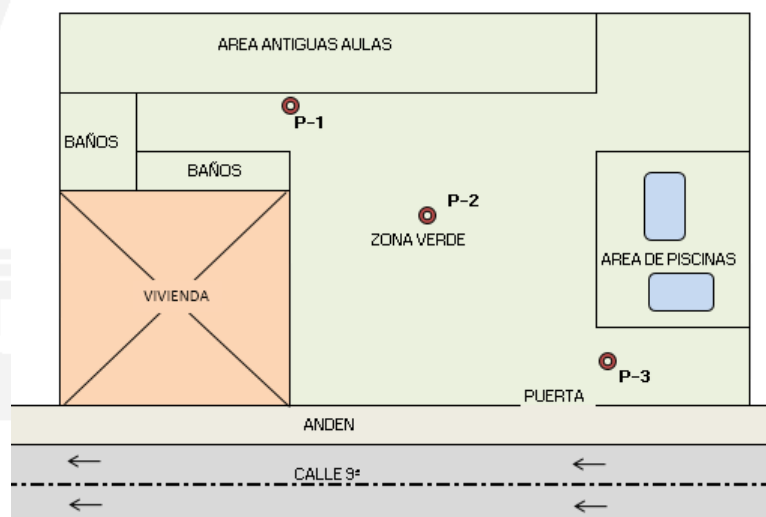 AREA ANTIGUAS AULAS
P-1
BAÑOS
BAÑOS
P-2
ZONA VERDE
AREA DE PISCINAS
VIVIENDA
P-3
PUERTA
ANDEN
CALLE 9ª